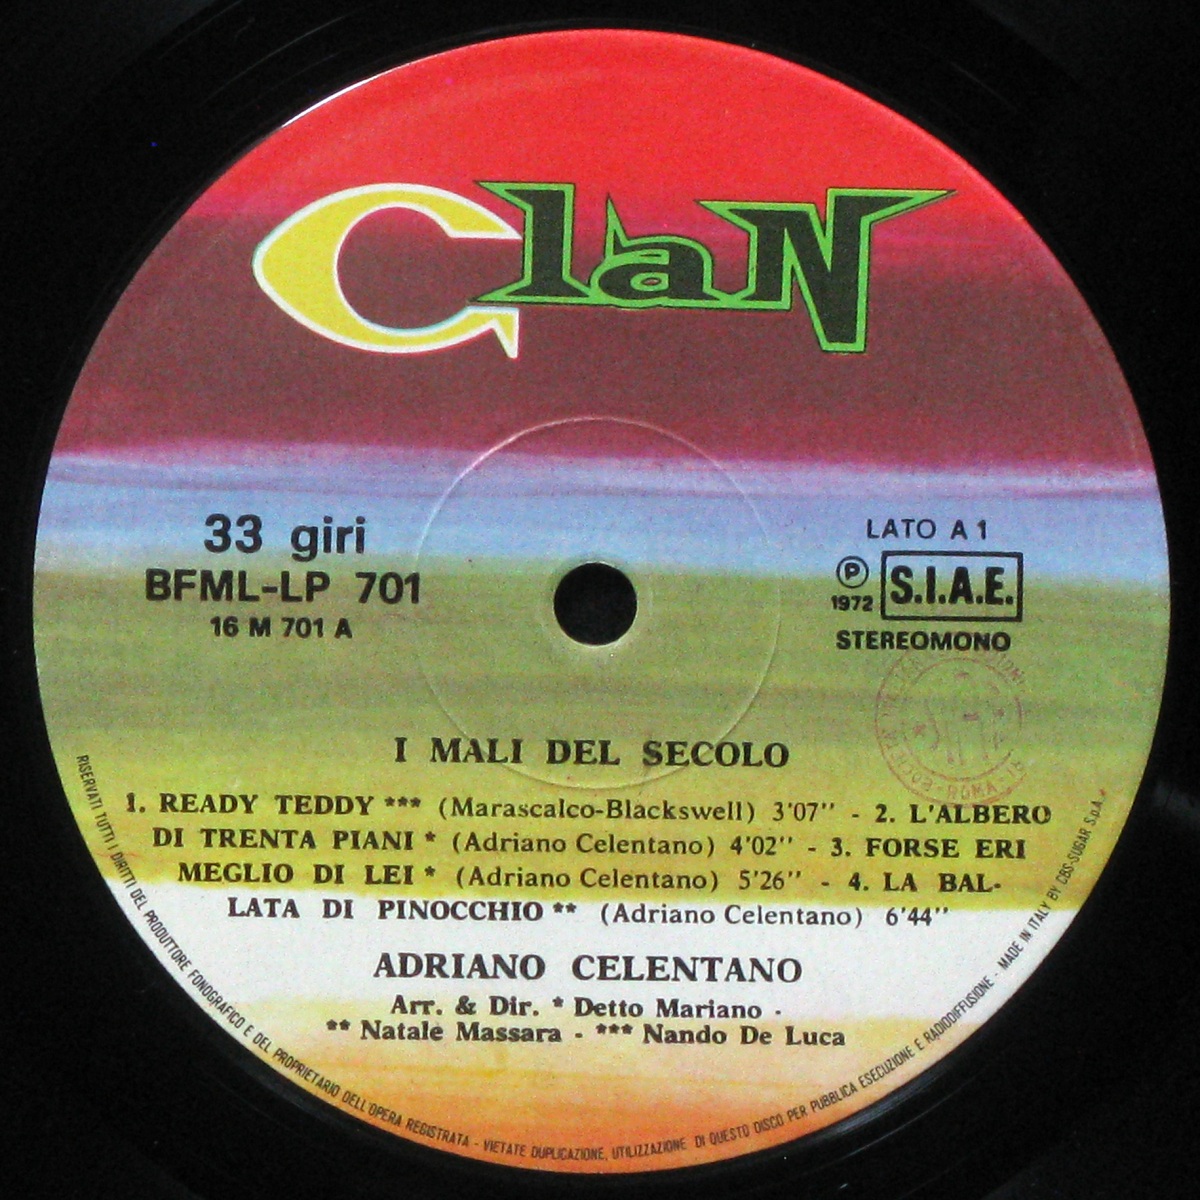 Clan
33 giri
BFML-LP 701
16 M 701 A
LATO A 1
℗ S.I.A.E.
1972
STEREOMONO
I MALI DEL SECOLO
1. READY TEDDY *** (Marascalco-Blackswell) 3'07'' - 2. L'ALBERO
DI TRENTA PIANI * (Adriano Celentano) 4'02'' - 3. FORSE ERI
MEGLIO DI LEI * (Adriano Celentano) 5'26'' - 4. LA BAL-
LATA DI PINOCCHIO ** (Adriano Celentano) 6'44''
ADRIANO CELENTANO
Arr. & Dir. * Detto Mariano -
** Natale Massara - *** Nando De Luca
RISERVATI TUTTI I DIRITTI DEL PRODUTTORE FONOGRAFICO E DEL PROPRIETARIO DELL'OPERA REGISTRATA - VIETATE DUPLICAZIONE, UTILIZZAZIONE DI QUESTO DISCO PER PUBBLICA ESECUZIONE E RADIODIFFUSIONE - MADE IN ITALY BY CBS-SUGAR S.p.A.
ROMA